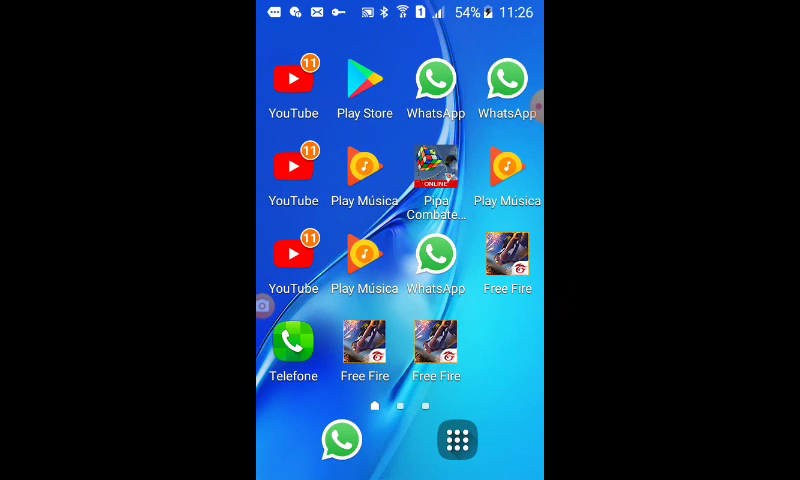 1 54% 11:26
11
YouTube Play Store WhatsApp WhatsApp
11
ONLINE
YouTube Play Música Pipa Play Música
Combate...
11
YouTube Play Música WhatsApp Free Fire
Telefone Free Fire Free Fire